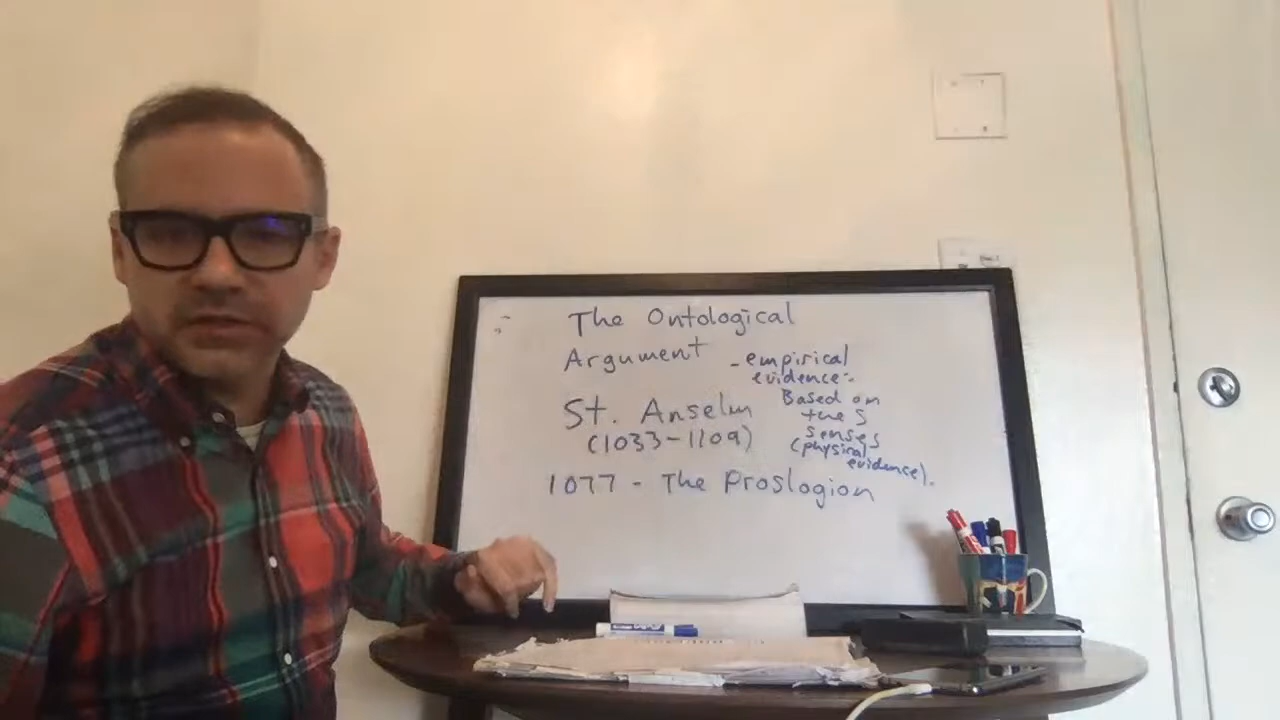 The Ontological
Argument
- empirical
evidence:-
Based on
the 5
senses
(physical
evidence).
St. Anselm
(1033-1109)
1077 - The Proslogion